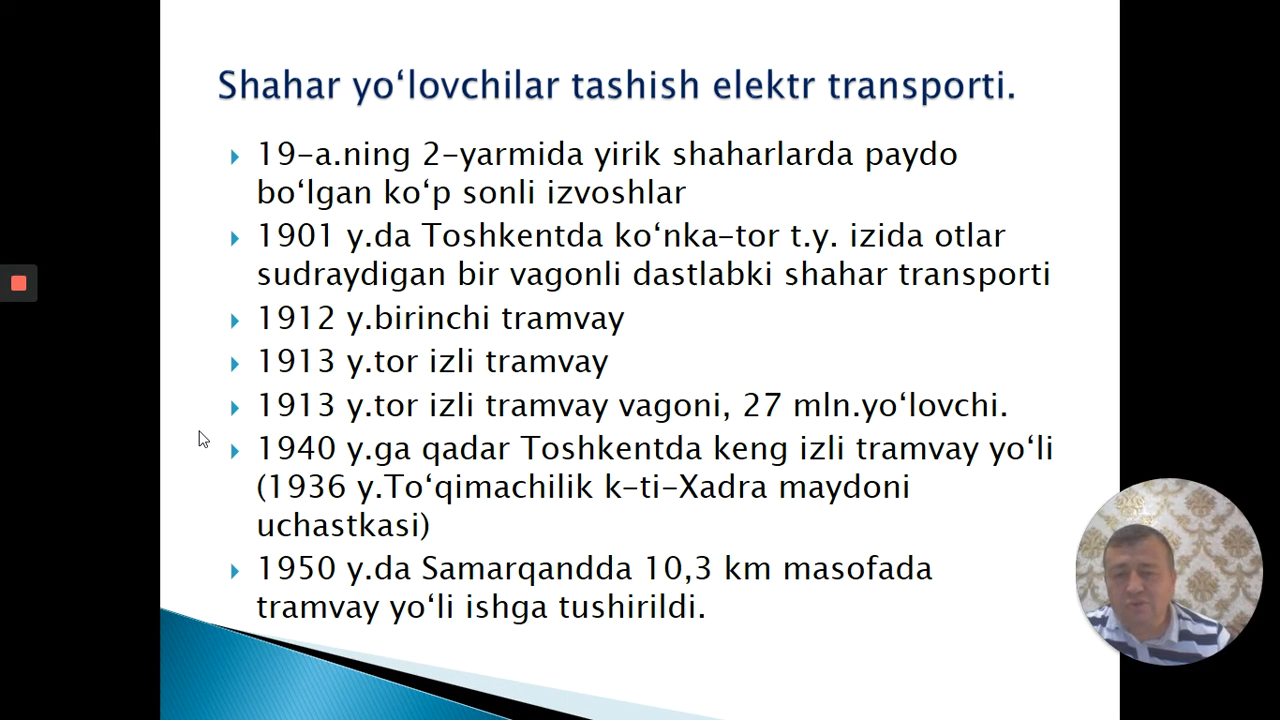 Shahar yo‘lovchilar tashish elektr transporti.
19-a.ning 2-yarmida yirik shaharlarda paydo
bo‘lgan ko‘p sonli izvoshlar
1901 y.da Toshkentda ko‘nka-tor t.y. izida otlar
sudraydigan bir vagonli dastlabki shahar transporti
1912 y.birinchi tramvay
1913 y.tor izli tramvay
1913 y.tor izli tramvay vagoni, 27 mln.yo‘lovchi.
1940 y.ga qadar Toshkentda keng izli tramvay yo‘li
(1936 y.To‘qimachilik k-ti-Xadra maydoni
uchastkasi)
1950 y.da Samarqandda 10,3 km masofada
tramvay yo‘li ishga tushirildi.